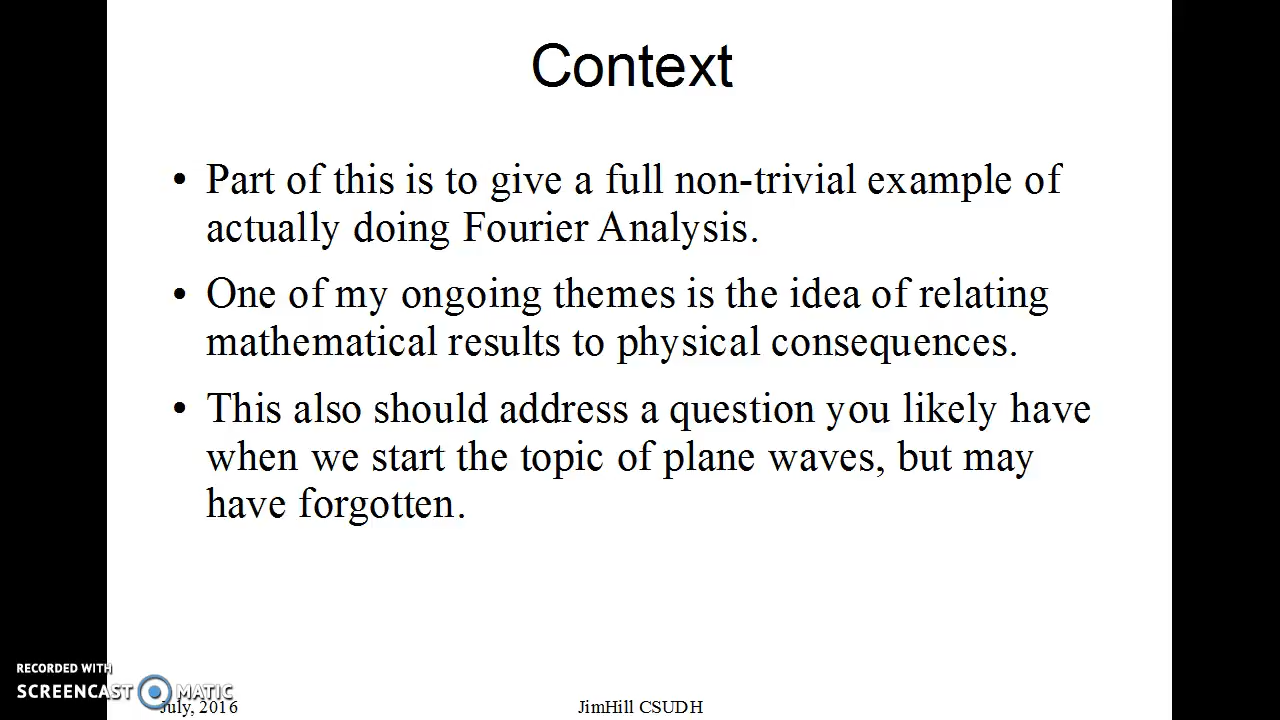 Context
• Part of this is to give a full non-trivial example of
actually doing Fourier Analysis.
• One of my ongoing themes is the idea of relating
mathematical results to physical consequences.
• This also should address a question you likely have
when we start the topic of plane waves, but may
have forgotten.
RECORDED WITH
SCREENCAST MATIC
July, 2016
JimHill CSUDH